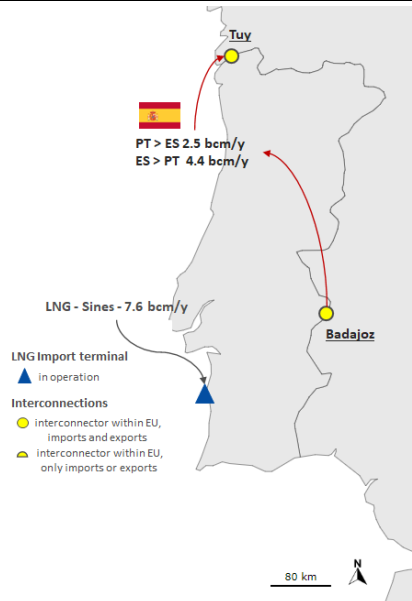 Tuy
PT > ES 2.5 bcm/y
ES > PT 4.4 bcm/y
LNG - Sines - 7.6 bcm/y
Badajoz
LNG Import terminal
in operation
Interconnections
interconnector within EU,
imports and exports
interconnector within EU,
only imports or exports
N
80 km